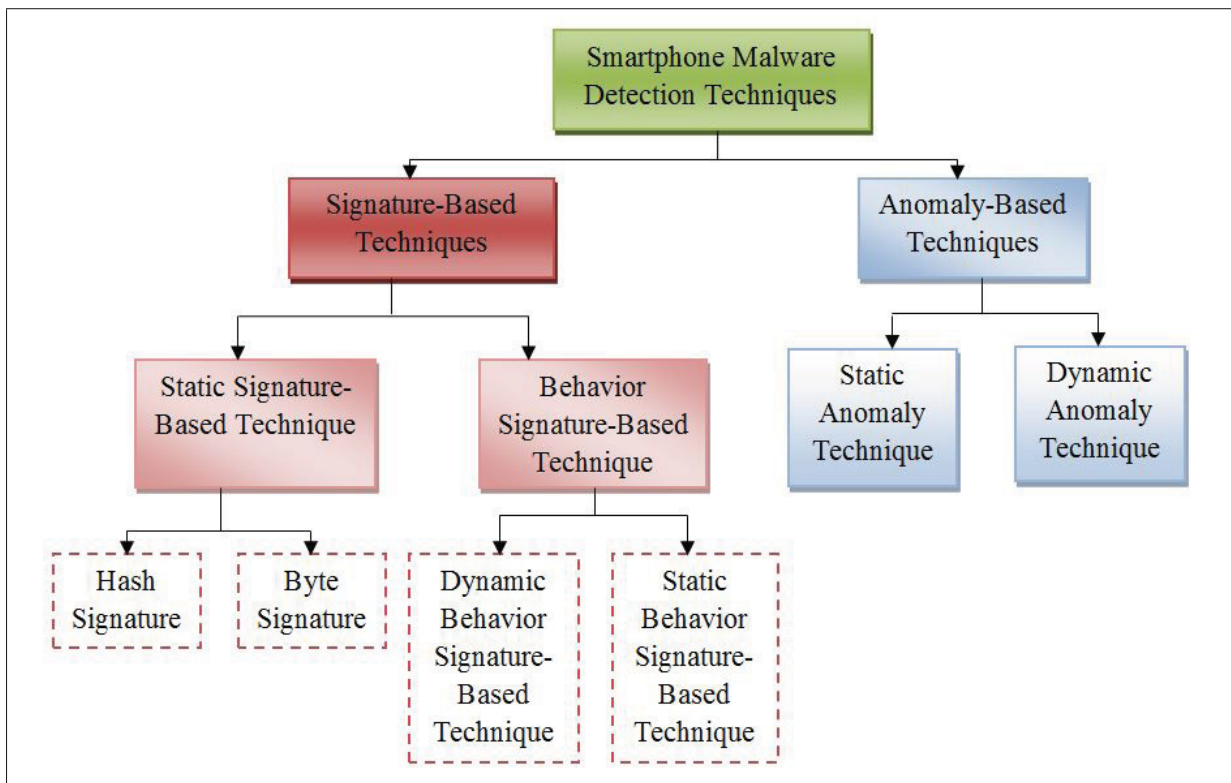 Smartphone Malware
Detection Techniques
Signature-Based
Techniques
Anomaly-Based
Techniques
Static Signature-
Based Technique
Behavior
Signature-Based
Technique
Static
Anomaly
Technique
Dynamic
Anomaly
Technique
Hash
Signature
Byte
Signature
Dynamic
Behavior
Signature-
Based
Technique
Static
Behavior
Signature-
Based
Technique